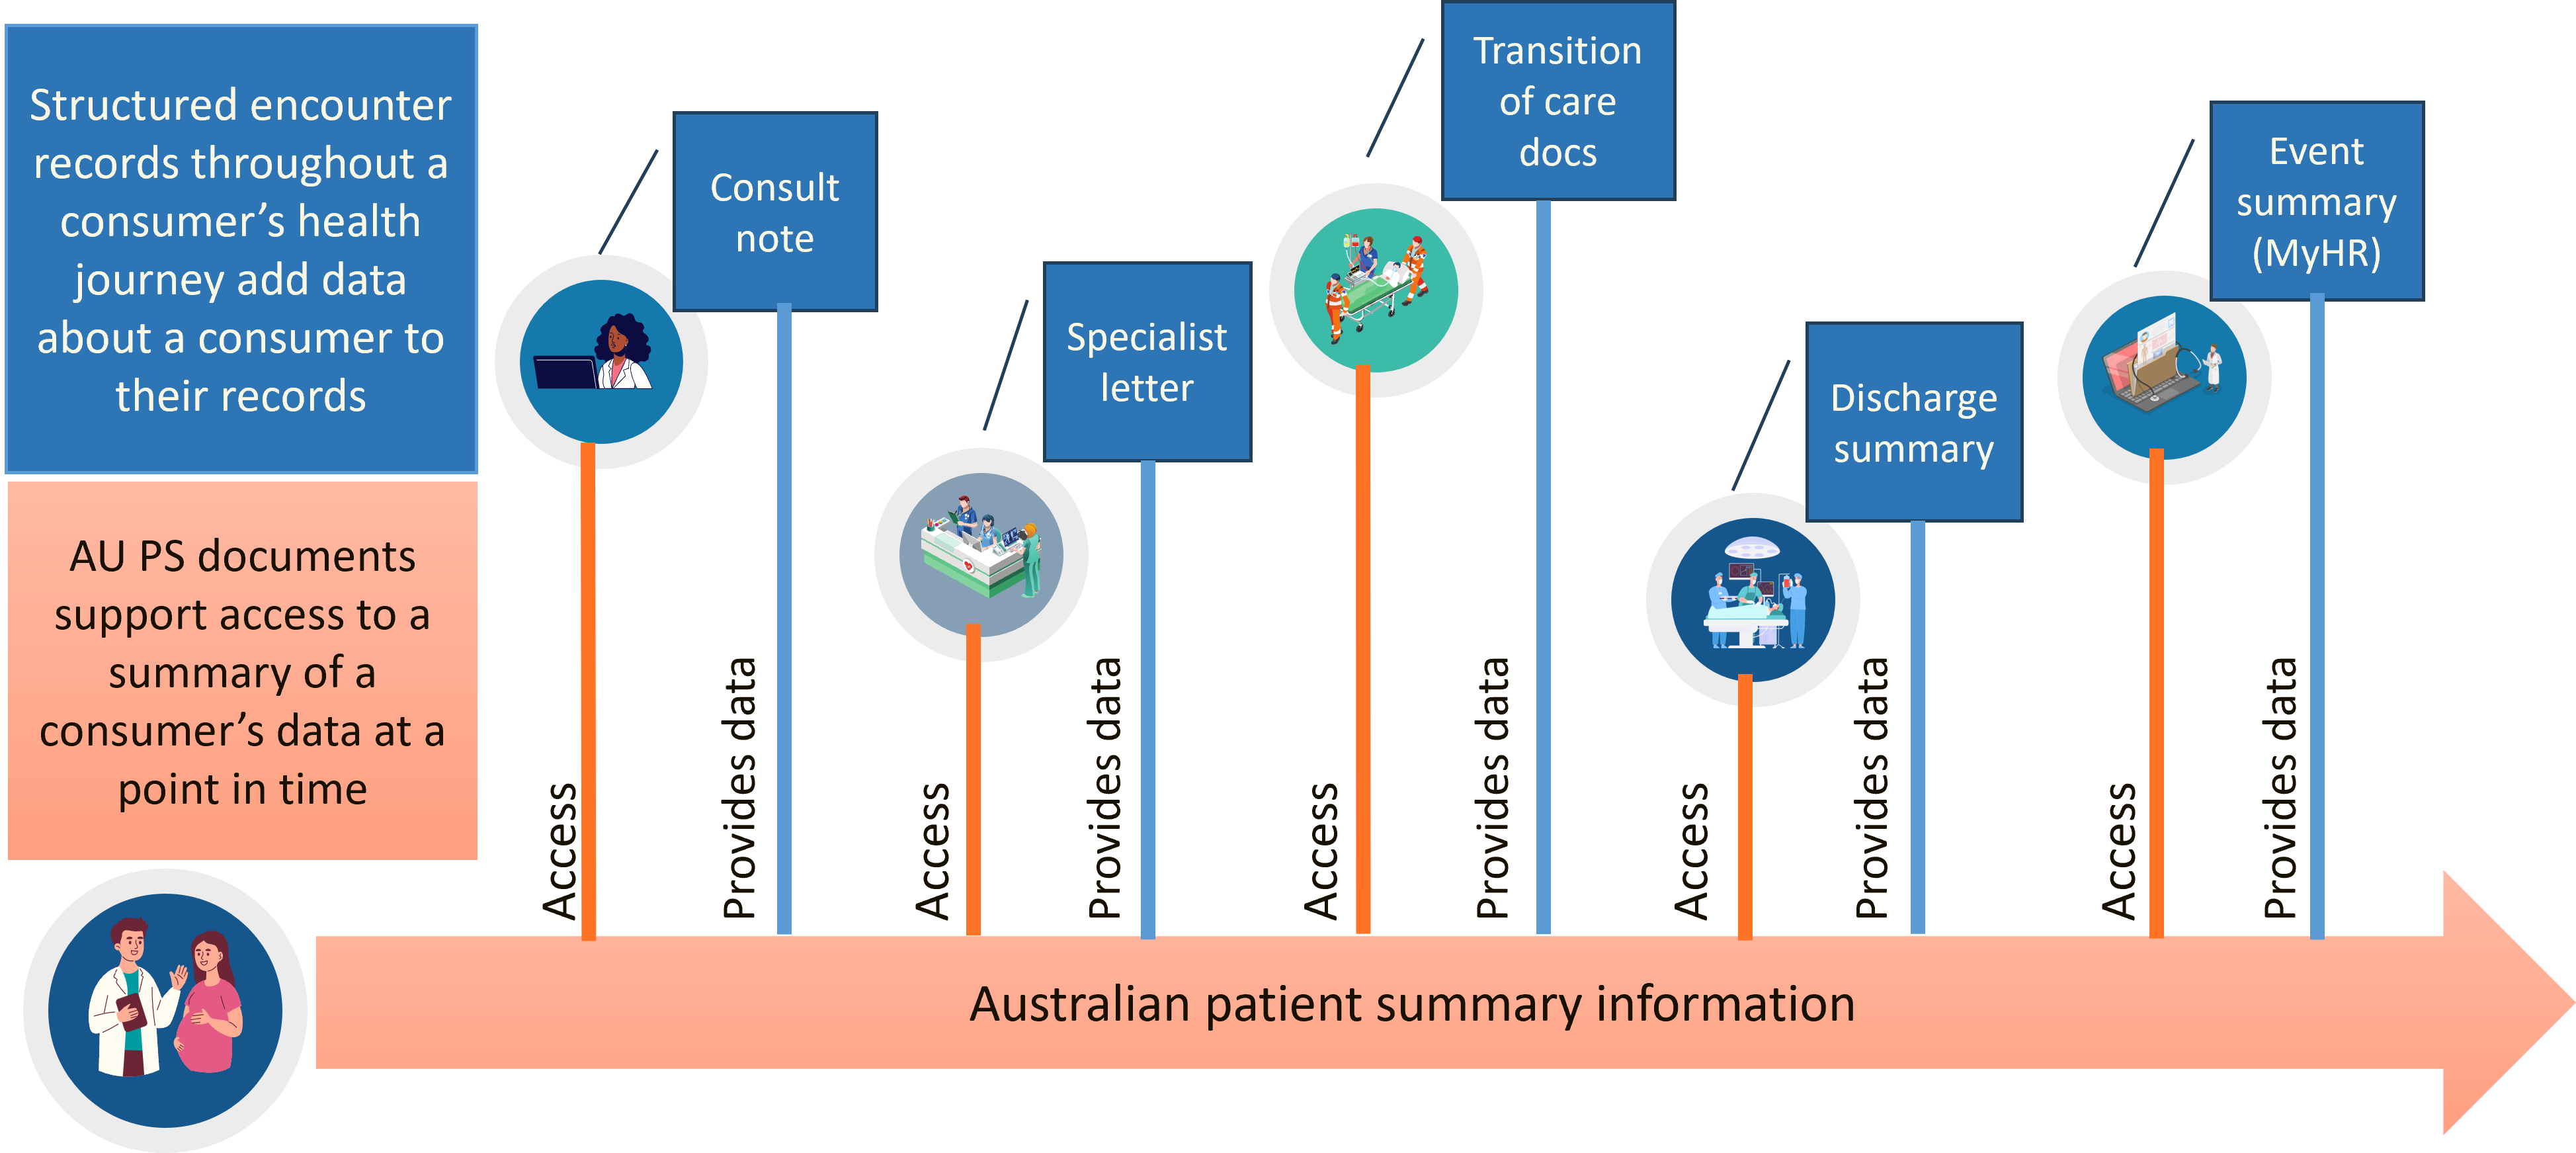 Structured encounter
records throughout a
consumer’s health
journey add data
about a consumer to
their records
AU PS documents
support access to a
summary of a
consumer’s data at a
point in time
Consult
note
Specialist
letter
Transition
of care
docs
Discharge
summary
Event
summary
(MyHR)
Access
Provides data
Access
Provides data
Access
Provides data
Access
Provides data
Access
Provides data
Australian patient summary information